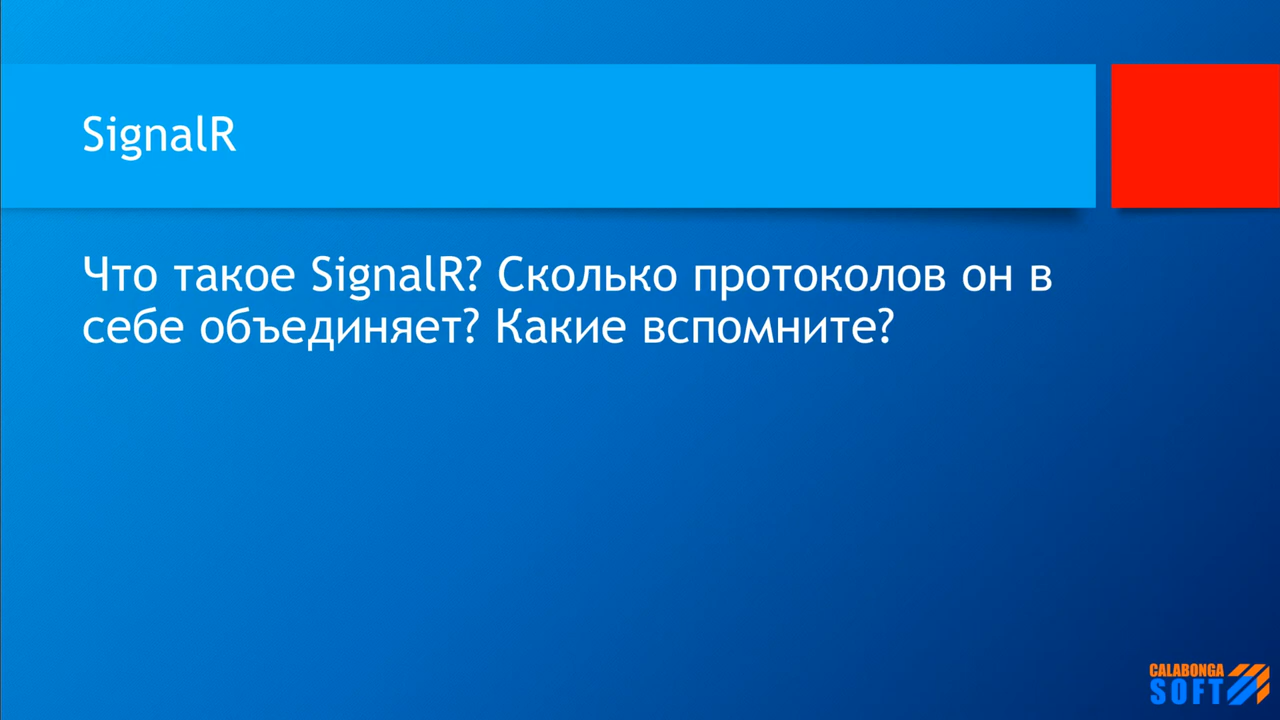 SignalR
Что такое SignalR? Сколько протоколов он в
себе объединяет? Какие вспомните?
CALABONGA
SOFT